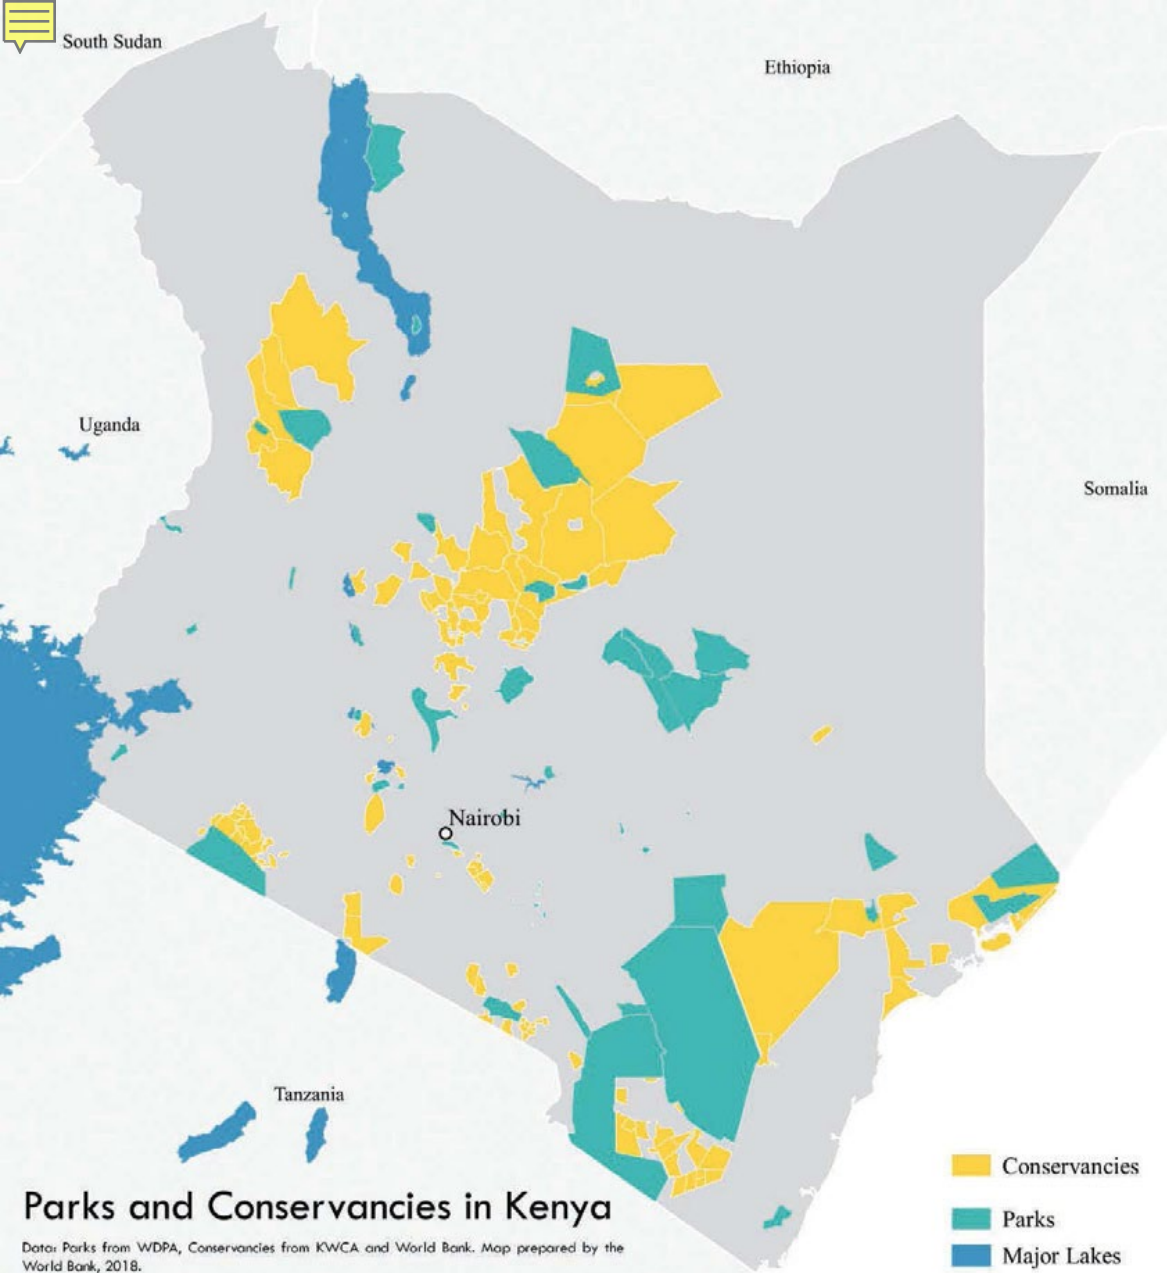 South Sudan
Ethiopia
Uganda
Somalia
Nairobi
Tanzania
Conservancies
Parks
Major Lakes
Parks and Conservancies in Kenya
Data: Parks from WDPA, Conservancies from KWCA and World Bank. Map prepared by the
World Bank, 2018.